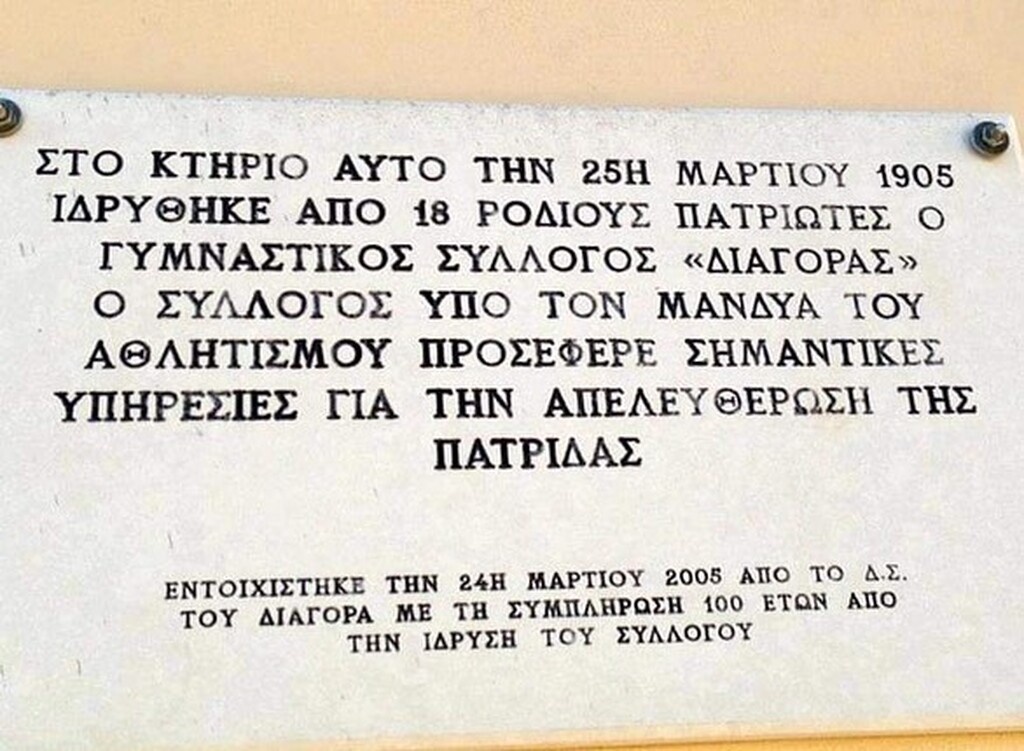 ΣΤΟ ΚΤΗΡΙΟ ΑΥΤΟ ΤΗΝ 25Η ΜΑΡΤΙΟΥ 1905
ΙΔΡΥΘΗΚΕ ΑΠΟ 18 ΡΟΔΙΟΥΣ ΠΑΤΡΙΩΤΕΣ Ο
ΓΥΜΝΑΣΤΙΚΟΣ ΣΥΛΛΟΓΟΣ «ΔΙΑΓΟΡΑΣ»
Ο ΣΥΛΛΟΓΟΣ ΥΠΟ ΤΟΝ ΜΑΝΔΥΑ ΤΟΥ
ΑΘΛΗΤΙΣΜΟΥ ΠΡΟΣΕΦΕΡΕ ΣΗΜΑΝΤΙΚΕΣ
ΥΠΗΡΕΣΙΕΣ ΓΙΑ ΤΗΝ ΑΠΕΛΕΥΘΕΡΩΣΗ ΤΗΣ
ΠΑΤΡΙΔΑΣ
ΕΝΤΟΙΧΙΣΤΗΚΕ ΤΗΝ 24Η ΜΑΡΤΙΟΥ 2005 ΑΠΟ ΤΟ Δ.Σ.
ΤΟΥ ΔΙΑΓΟΡΑ ΜΕ ΤΗ ΣΥΜΠΛΗΡΩΣΗ 100 ΕΤΩΝ ΑΠΟ
ΤΗΝ ΙΔΡΥΣΗ ΤΟΥ ΣΥΛΛΟΓΟΥ